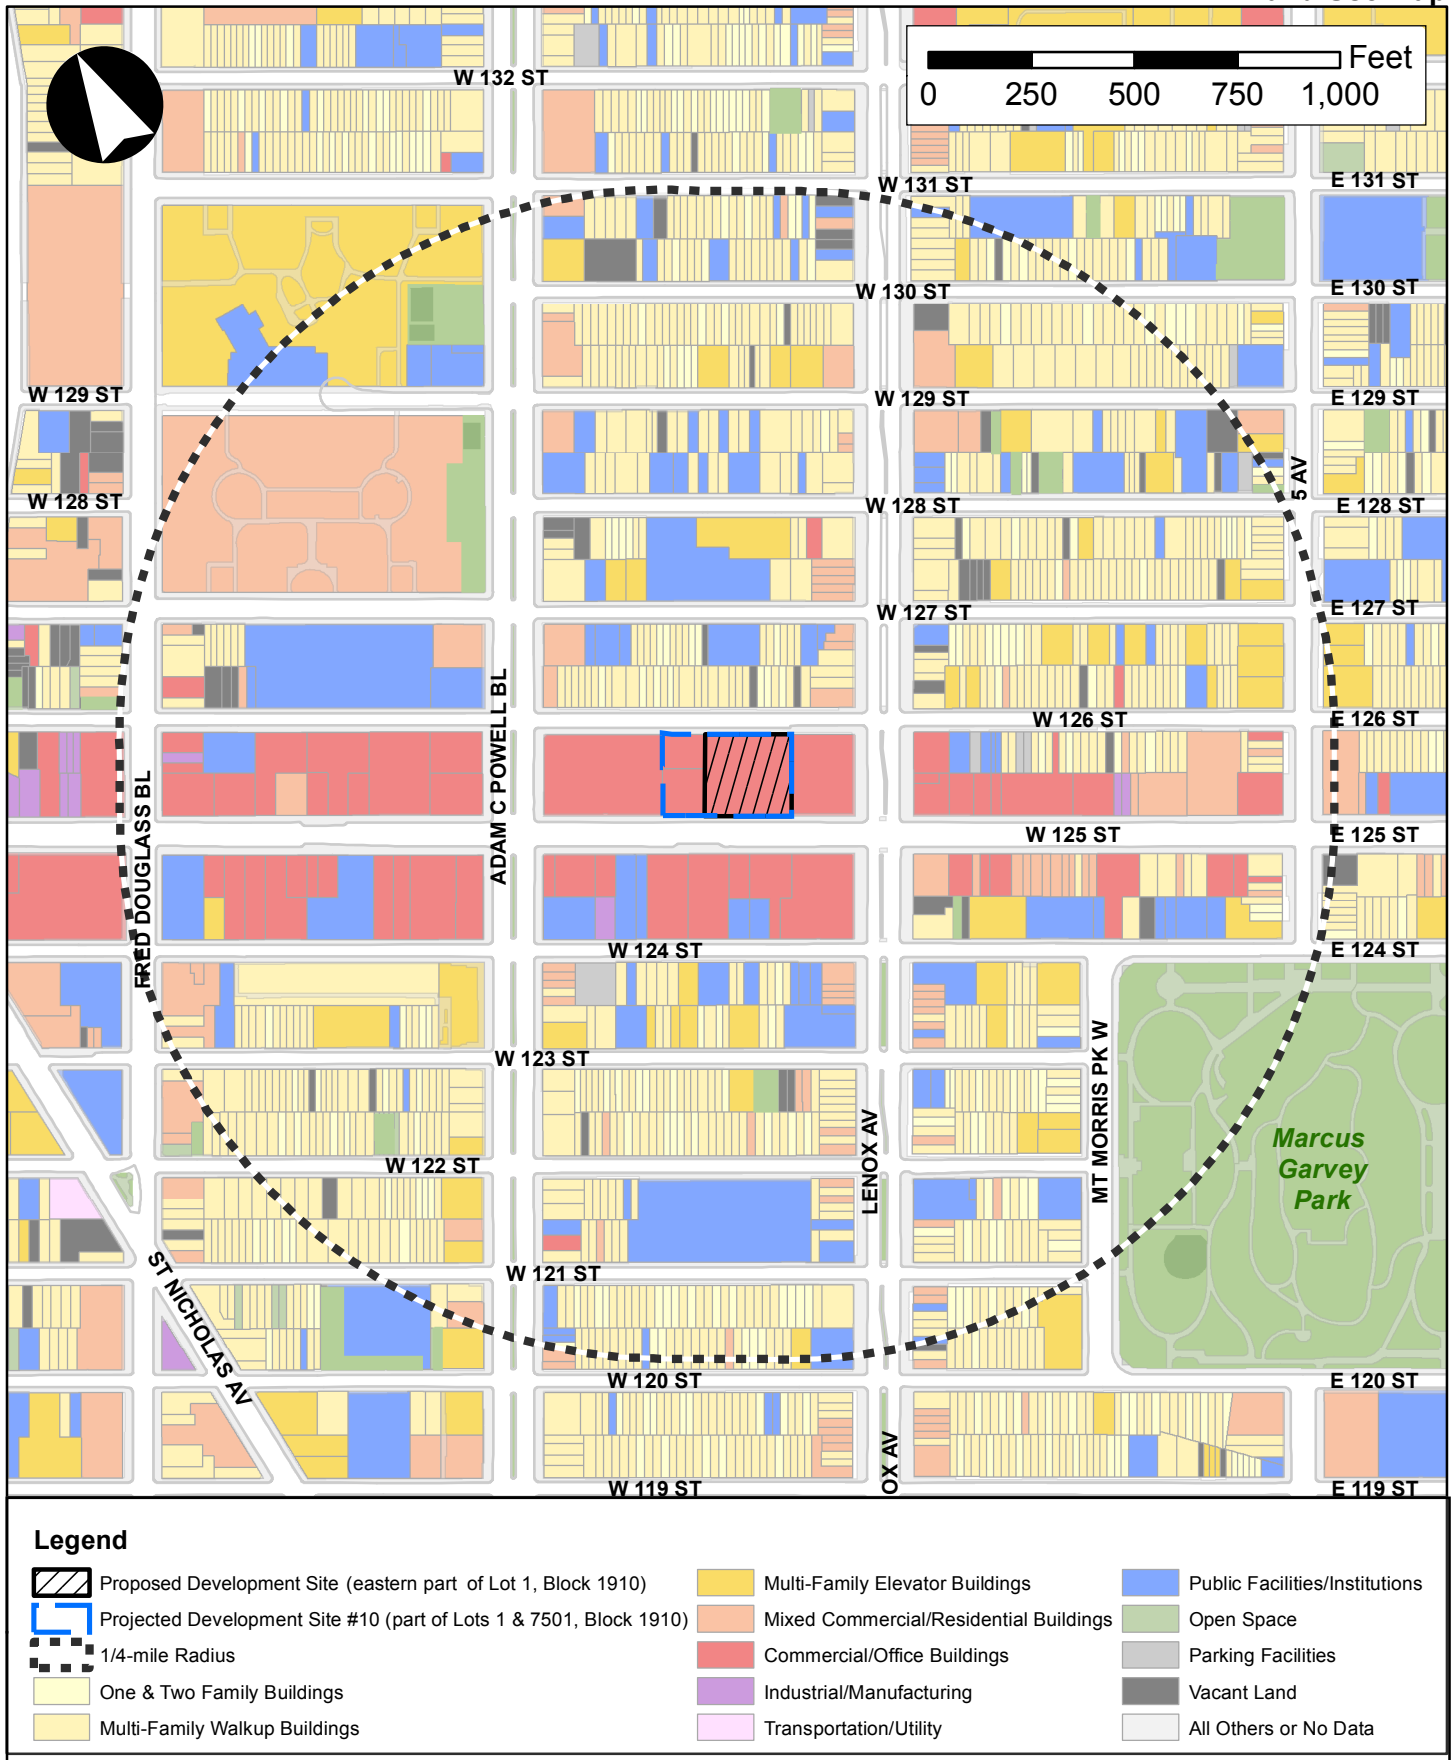 W 132 ST
Feet
0 250 500 750 1,000
W 131 ST
E 131 ST
W 130 ST
E 130 ST
W 129 ST
W 129 ST
E 129 ST
5 AV
W 128 ST
W 128 ST
E 128 ST
W 127 ST
E 127 ST
ADAM C POWELL BL
W 126 ST
E 126 ST
FRED DOUGLASS BL
W 125 ST
E 125 ST
W 124 ST
E 124 ST
W 123 ST
MT MORRIS PK W
LENOX AV
Marcus
Garvey
Park
W 122 ST
ST NICHOLAS AV
W 121 ST
W 120 ST
E 120 ST
OX AV
W 119 ST
E 119 ST
Legend
Proposed Development Site (eastern part of Lot 1, Block 1910)
Projected Development Site #10 (part of Lots 1 & 7501, Block 1910)
1/4-mile Radius
One & Two Family Buildings
Multi-Family Walkup Buildings
Multi-Family Elevator Buildings
Mixed Commercial/Residential Buildings
Commercial/Office Buildings
Industrial/Manufacturing
Transportation/Utility
Public Facilities/Institutions
Open Space
Parking Facilities
Vacant Land
All Others or No Data